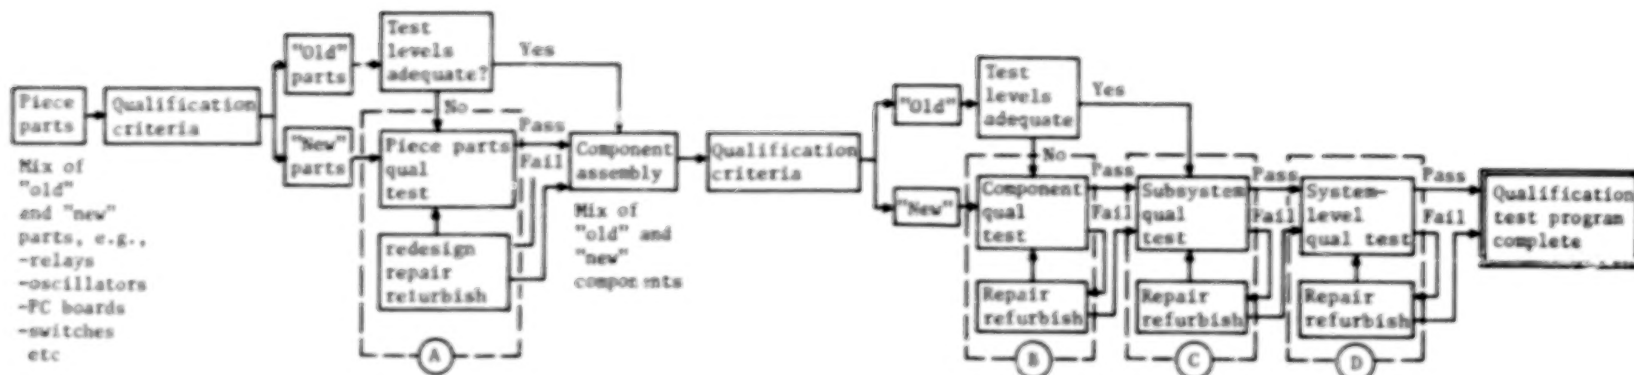 Piece
parts
Mix of
"old"
and "new"
parts, e.g.,
-relays
-oscillators
-PC boards
-switches
etc
Qualification
criteria
"Old"
parts
"New"
parts
Test
levels
adequate?
Yes
No
Piece parts
qual
test
Pass
Fail
redesign
repair
refurbish
A
Component
assembly
Mix of
"old" and
"new"
components
Qualification
criteria
"Old"
"New"
Test
levels
adequate
Yes
No
Component
qual
test
Pass
Fail
Repair
refurbish
B
Subsystem
qual
test
Pass
Fail
Repair
refurbish
C
System-
level
qual test
Pass
Fail
Repair
refurbish
D
Qualification
test program
complete